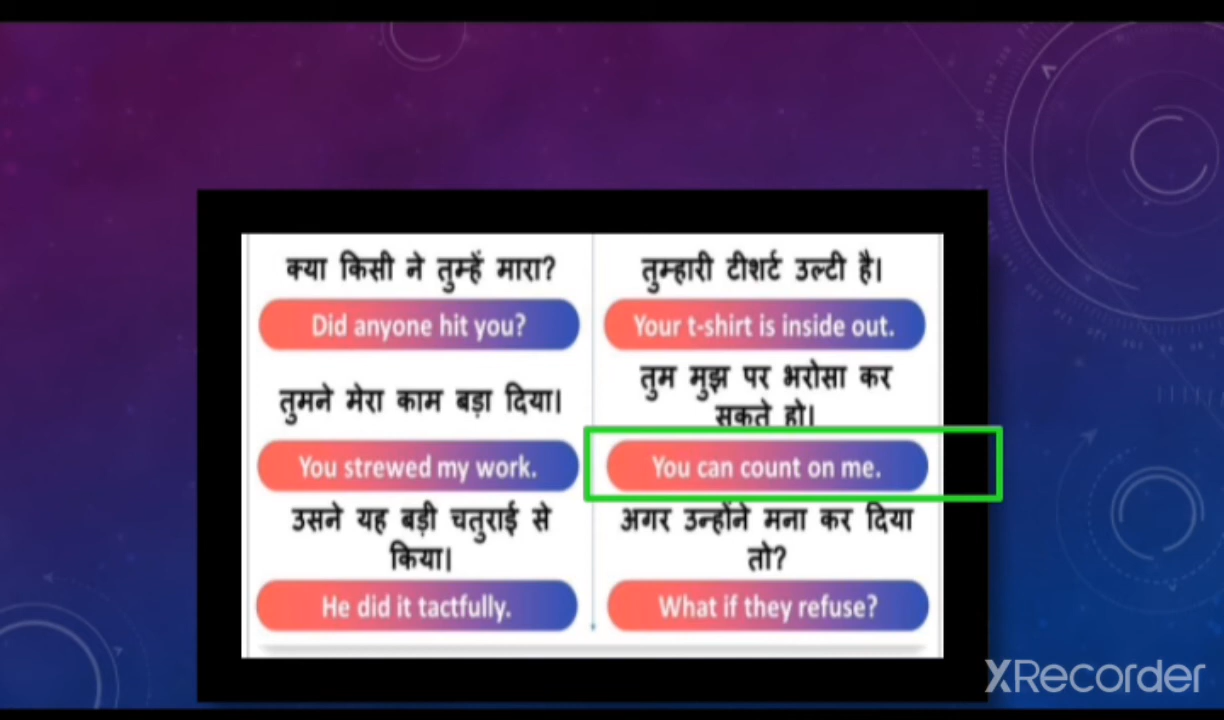 क्या किसी ने तुम्हें मारा?
Did anyone hit you?
तुमने मेरा काम बड़ा दिया।
You strewed my work.
उसने यह बड़ी चतुराई से
किया।
He did it tactfully.
तुम्हारी टीशर्ट उल्टी है।
Your t-shirt is inside out.
तुम मुझ पर भरोसा कर
सकते हो।
You can count on me.
अगर उन्होंने मना कर दिया
तो?
What if they refuse?
XRecorder